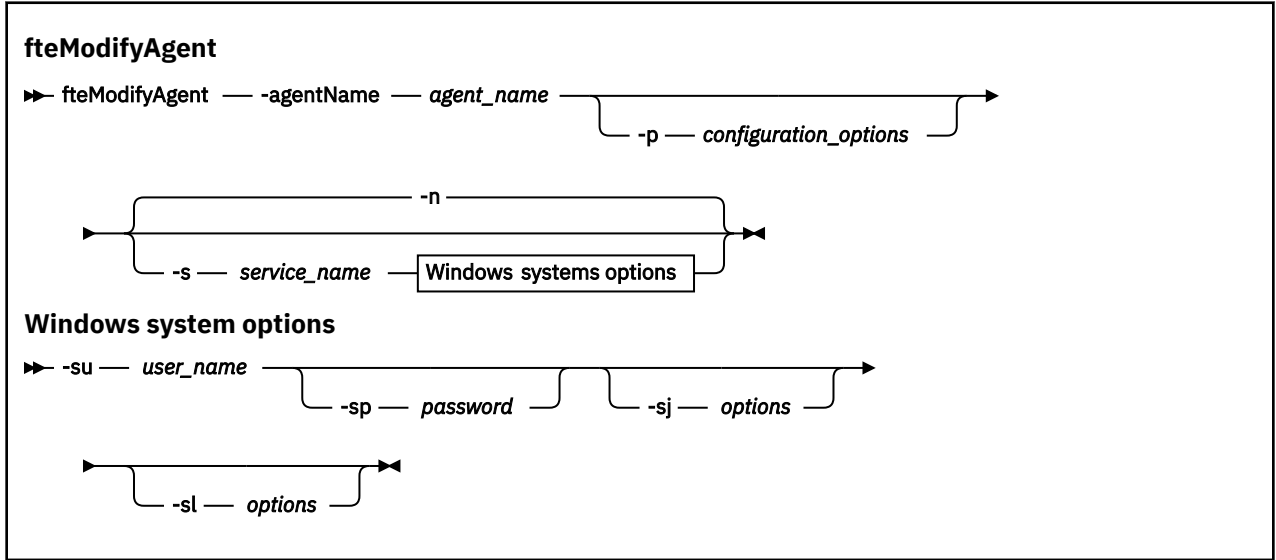 fteModifyAgent
fteModifyAgent -agentName agent_name
-p configuration_options
-n
-s service_name Windows systems options
Windows system options
-su user_name
-sp password -sj options
-sl options